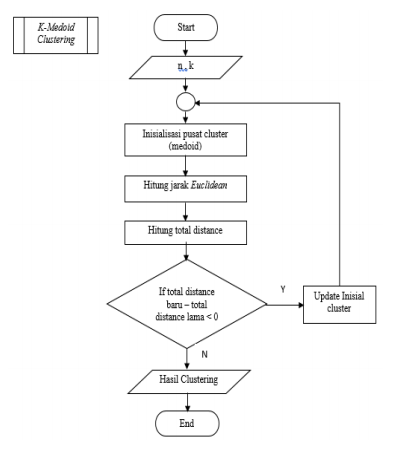 K-Medoid
Clustering
Start
n, k
Inisialisasi pusat cluster
(medoid)
Hitung jarak Euclidean
Hitung total distance
If total distance
baru – total
distance lama < 0
Y
Update Inisial
cluster
N
Hasil Clustering
End